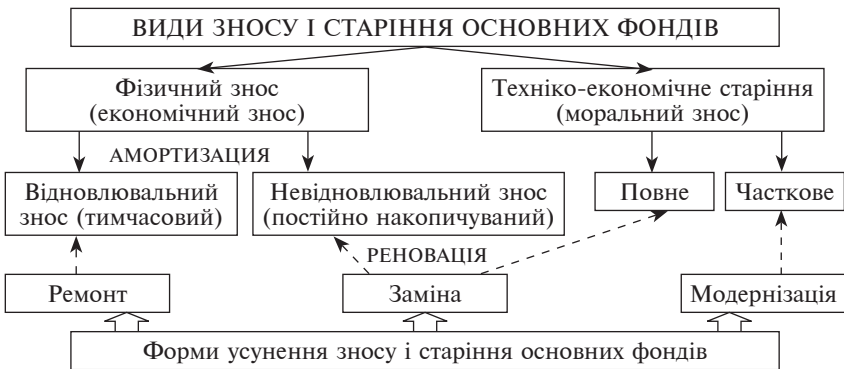 ВИДИ ЗНОСУ І СТАРІННЯ ОСНОВНИХ ФОНДІВ
Фізичний знос
(економічний знос)
Техніко-економічне старіння
(моральний знос)
АМОРТИЗАЦИЯ
Відновлювальний
знос (тимчасовий)
Невідновлювальний знос
(постійно накопичуваний)
Повне
Часткове
РЕНОВАЦІЯ
Ремонт
Заміна
Модернізація
Форми усунення зносу і старіння основних фондів